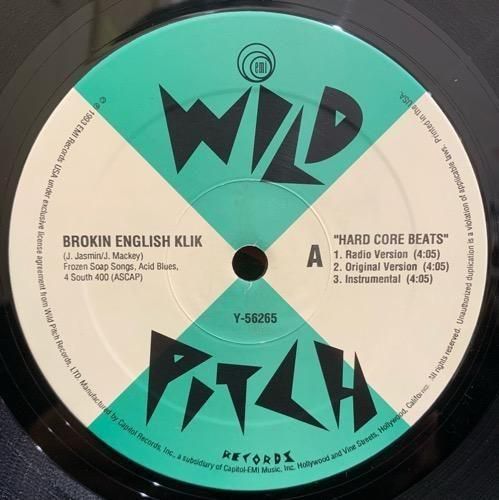 emi
WILD
PITCH
RECORDS
BROKIN ENGLISH KLIK
(J. Jasmin/J. Mackey)
Frozen Soap Songs, Acid Blues,
4 South 400 (ASCAP)
A
"HARD CORE BEATS"
1. Radio Version (4:05)
2. Original Version (4:05)
3. Instrumental (4:05)
Y-56265
℗ © 1993 EMI Records USA under exclusive license agreement from Wild Pitch Records, LTD. Manufactured by Capitol Records, Inc., a subsidiary of Capitol-EMI Music, Inc. Hollywood and Vine Streets, Hollywood, California. All rights reserved. Unauthorized duplication is a violation of applicable laws. Printed in the USA.